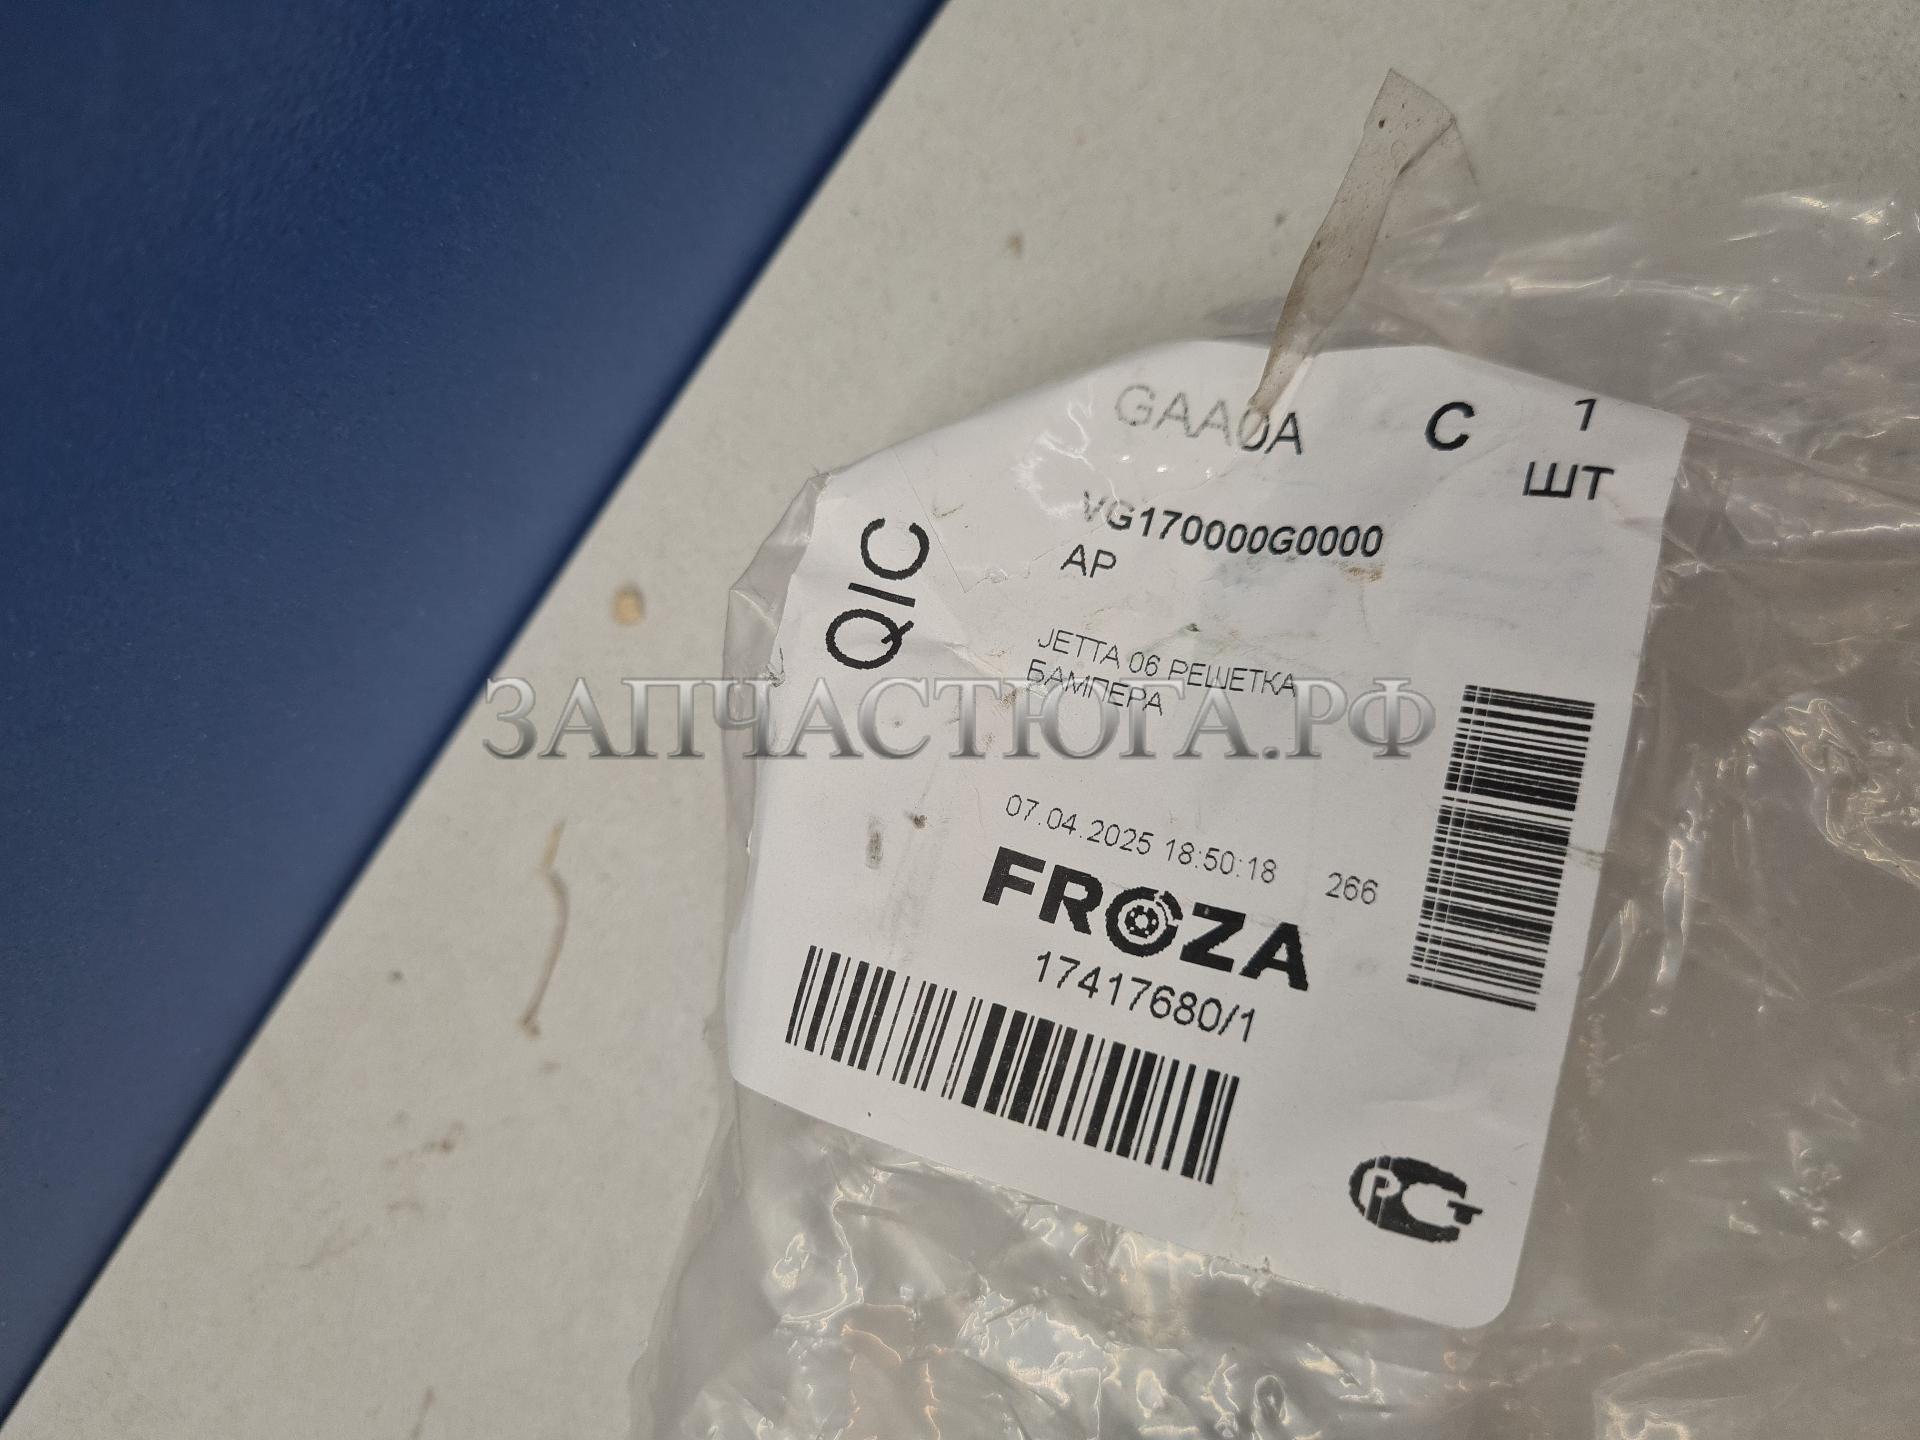 GAA0A C 1
ШТ
QIC
VG170000G0000
AP
JETTA 06 РЕШЕТКА
БАМПЕРА
ЗАПЧАСТЮГА.РФ
07.04.2025 18:50:18 266
FROZA
17417680/1
РСТ